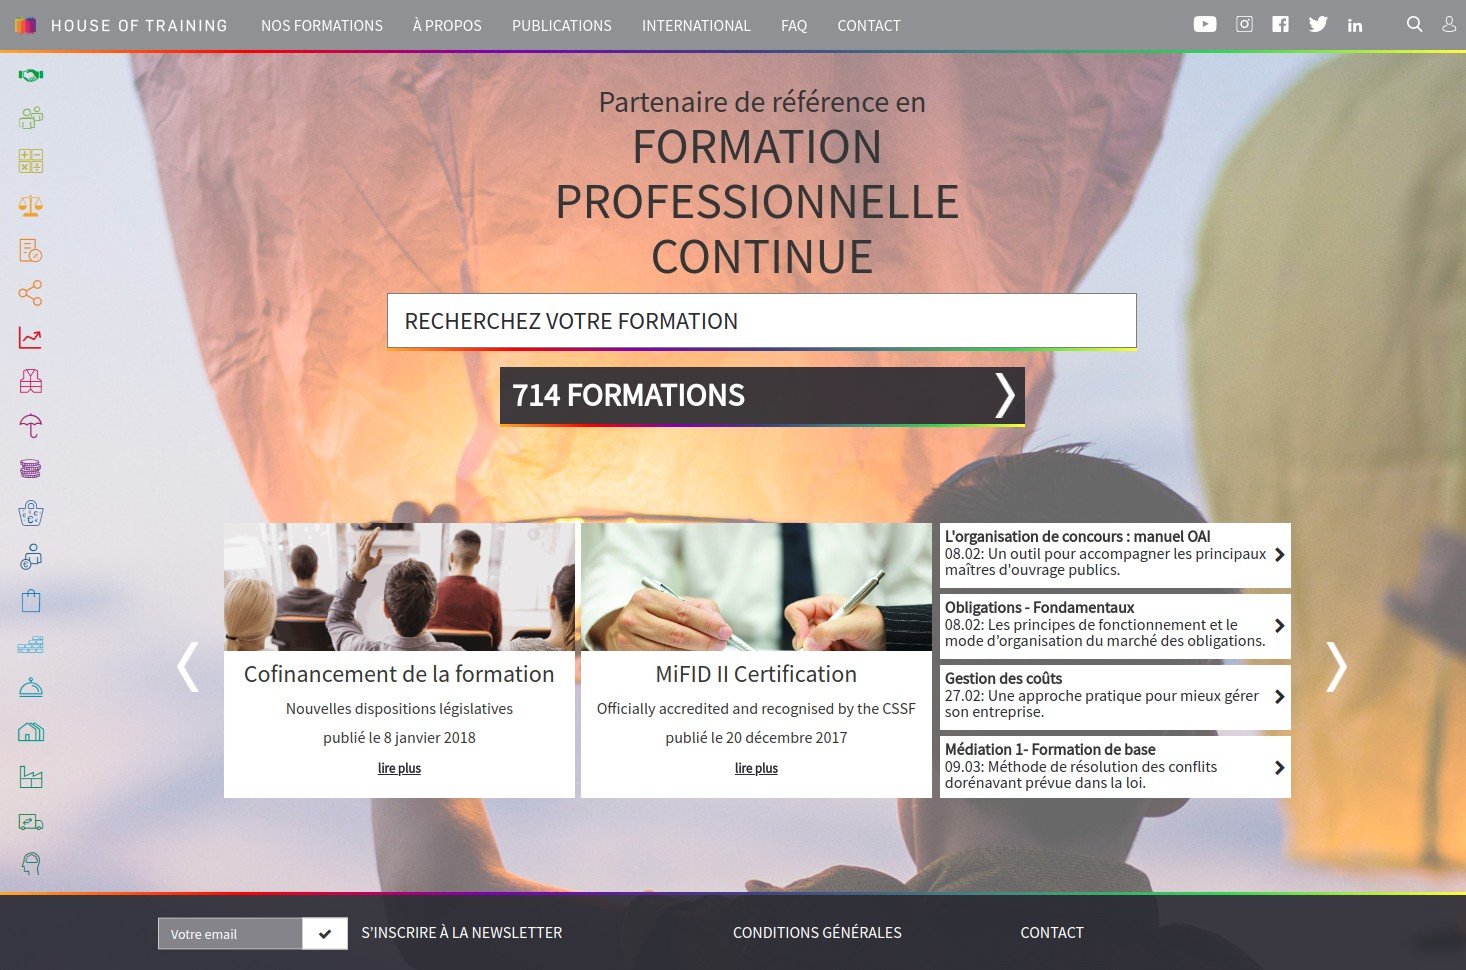 HOUSE OF TRAINING
NOS FORMATIONS
À PROPOS
PUBLICATIONS
INTERNATIONAL
FAQ
CONTACT
Partenaire de référence en
FORMATION
PROFESSIONNELLE
CONTINUE
RECHERCHEZ VOTRE FORMATION
714 FORMATIONS
Cofinancement de la formation
Nouvelles dispositions législatives
publié le 8 janvier 2018
lire plus
MiFID II Certification
Officially accredited and recognised by the CSSF
publié le 20 décembre 2017
lire plus
L'organisation de concours : manuel OAI
08.02: Un outil pour accompagner les principaux
maîtres d'ouvrage publics.
Obligations - Fondamentaux
08.02: Les principes de fonctionnement et le
mode d’organisation du marché des obligations.
Gestion des coûts
27.02: Une approche pratique pour mieux gérer
son entreprise.
Médiation 1- Formation de base
09.03: Méthode de résolution des conflits
dorénavant prévue dans la loi.
Votre email
S'INSCRIRE À LA NEWSLETTER
CONDITIONS GÉNÉRALES
CONTACT